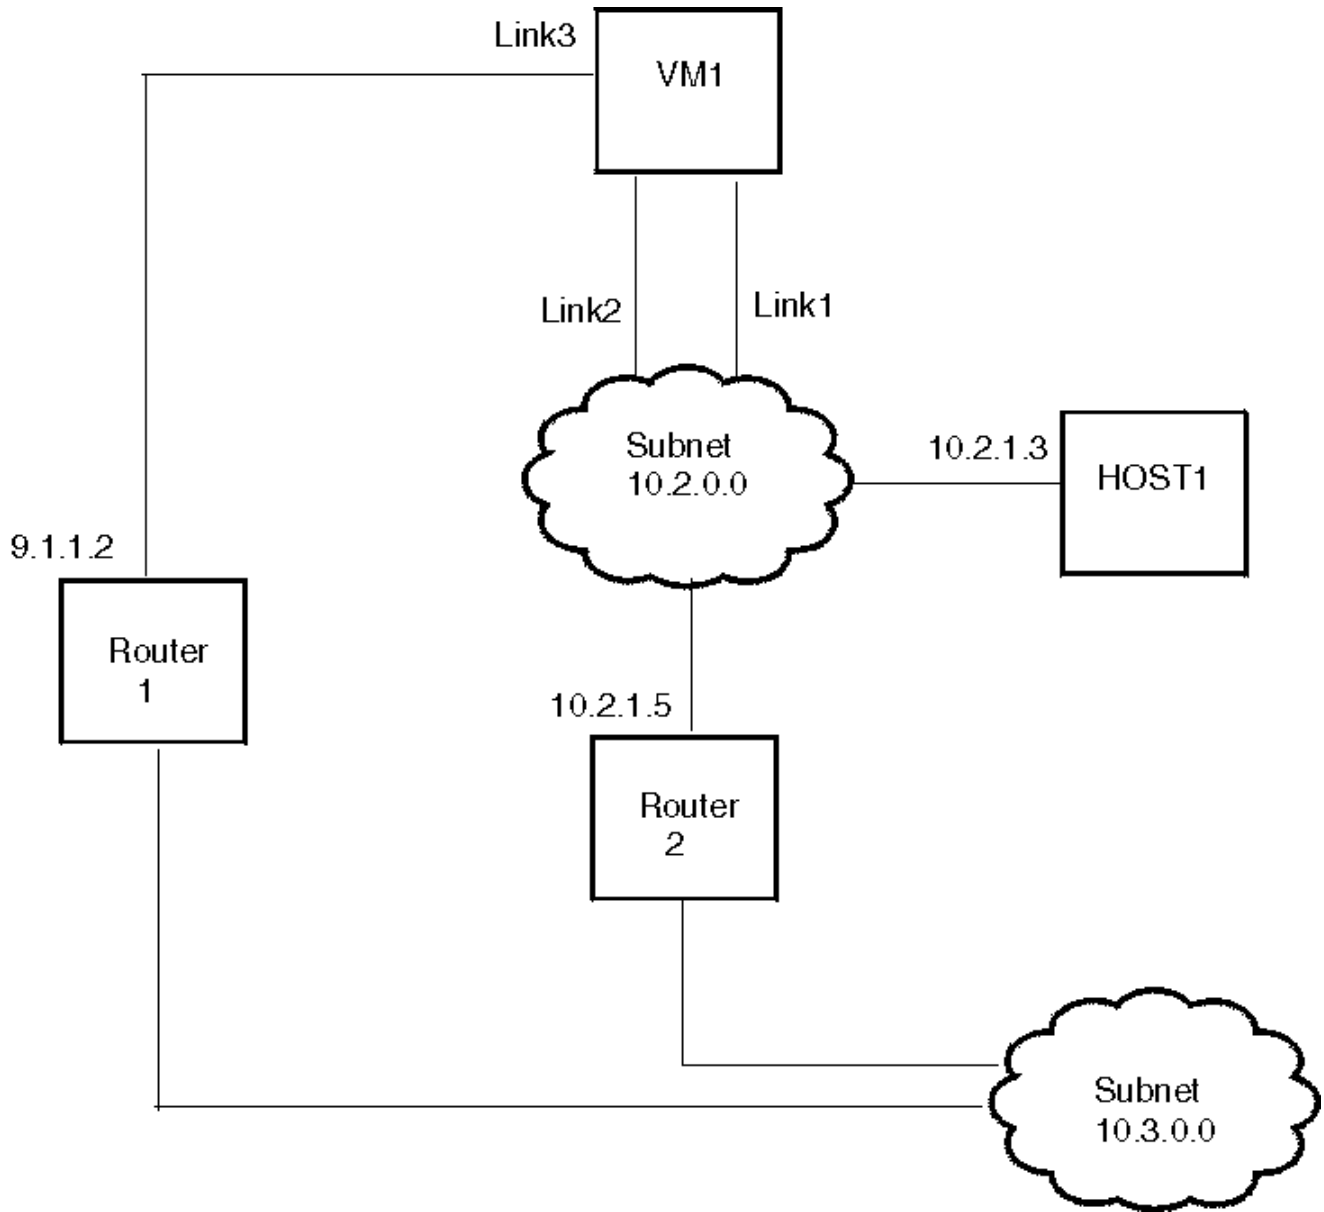 Link3
VM1
Link2
Link1
Subnet
10.2.0.0
10.2.1.3
HOST1
9.1.1.2
Router
1
10.2.1.5
Router
2
Subnet
10.3.0.0